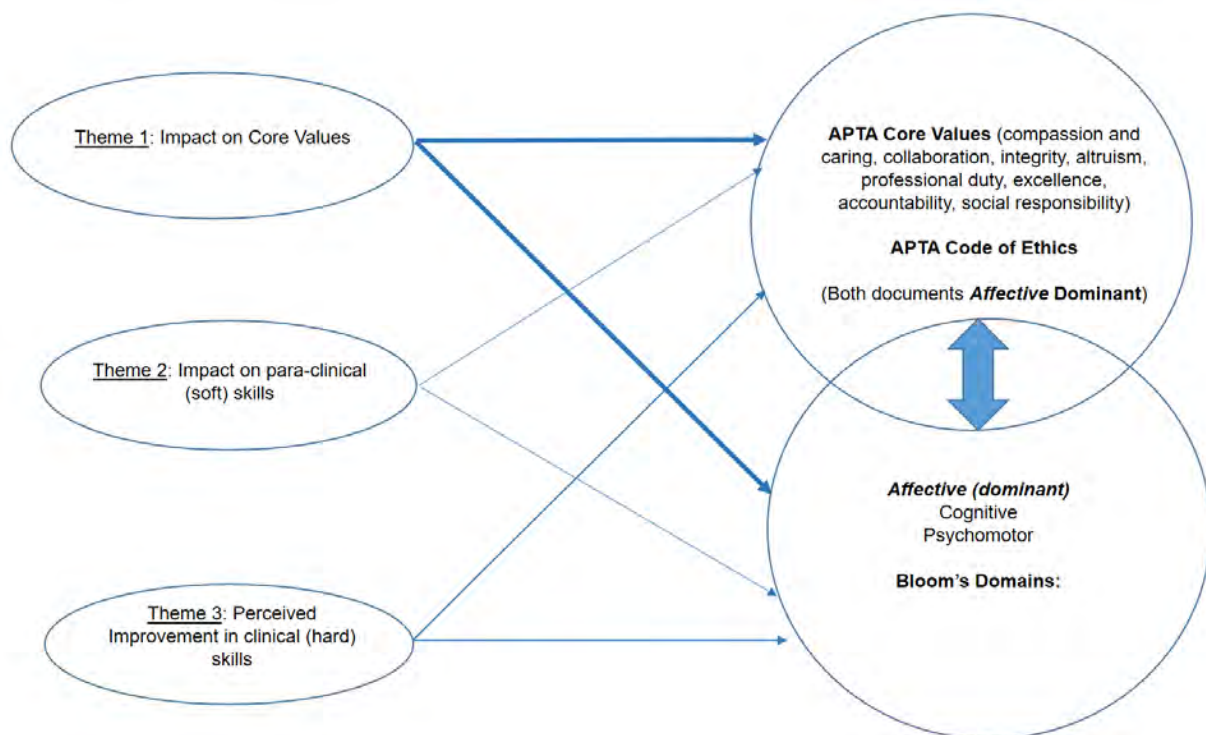 Theme 1: Impact on Core Values
Theme 2: Impact on para-clinical
(soft) skills
Theme 3: Perceived
Improvement in clinical (hard)
skills
APTA Core Values (compassion and
caring, collaboration, integrity, altruism,
professional duty, excellence,
accountability, social responsibility)
APTA Code of Ethics
(Both documents Affective Dominant)
Affective (dominant)
Cognitive
Psychomotor
Bloom’s Domains: